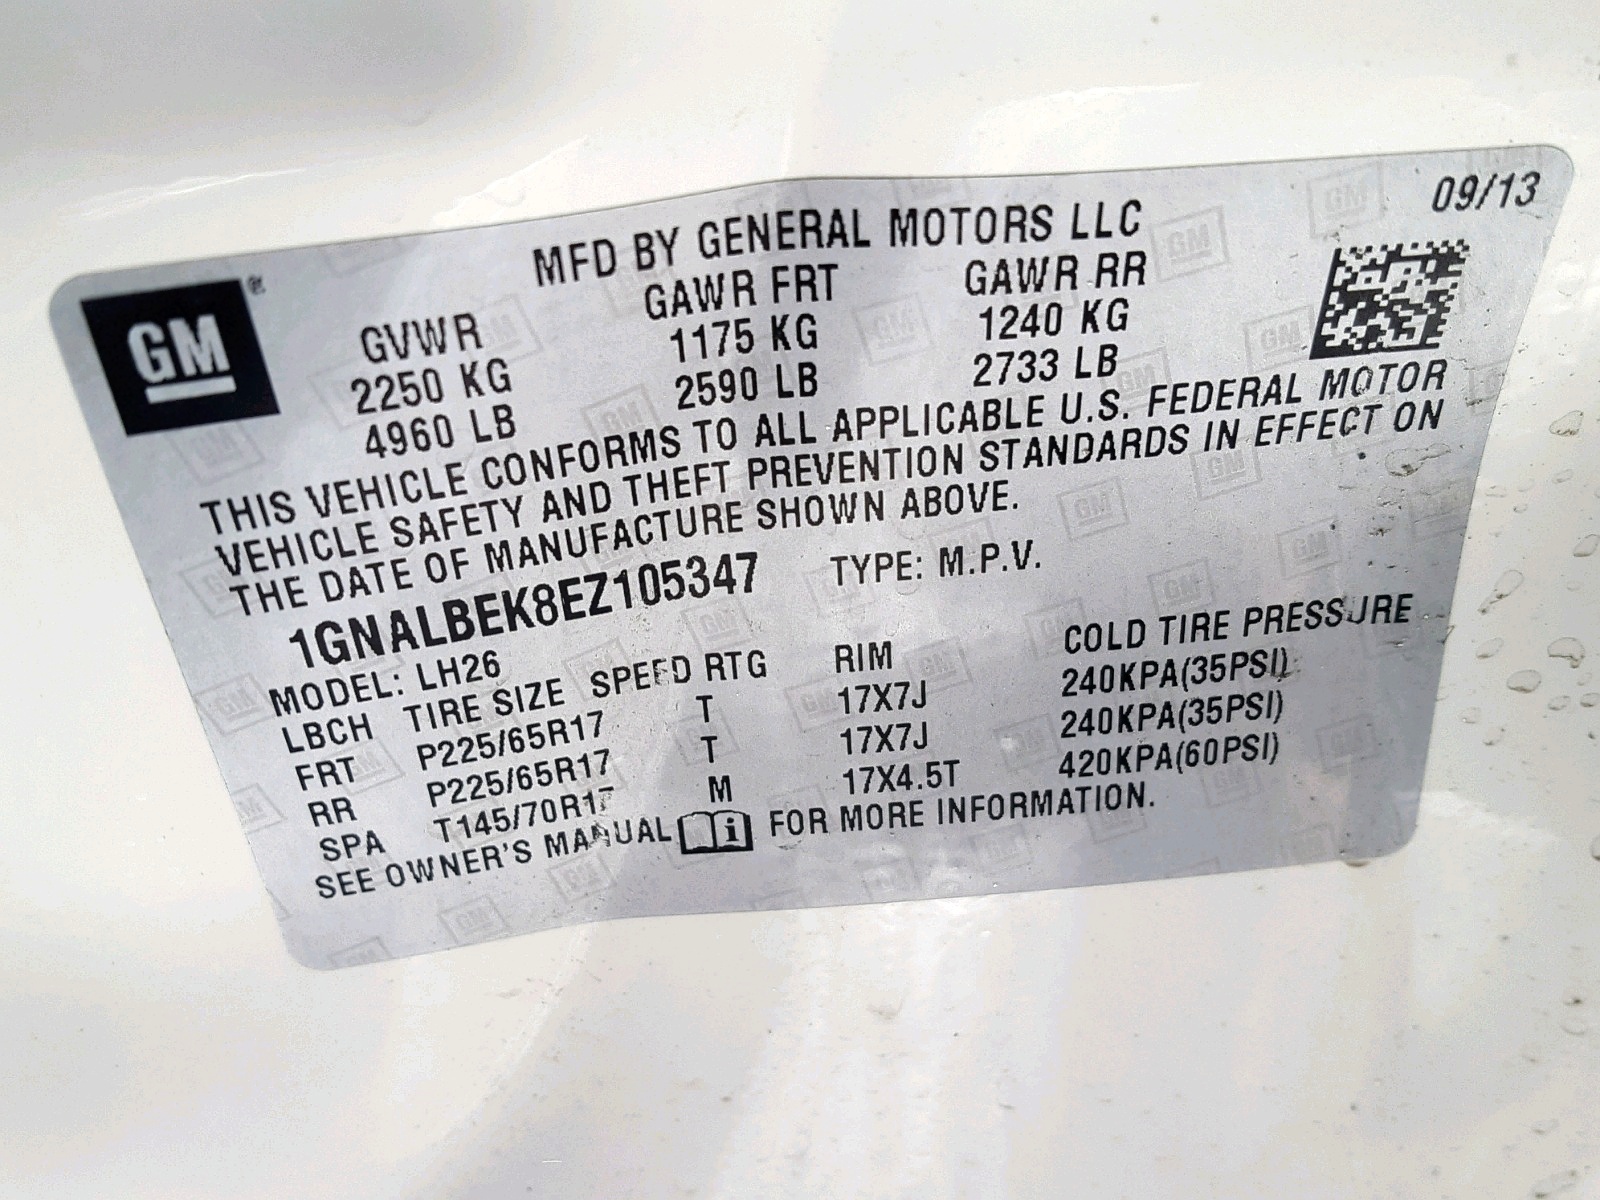 09/13
MFD BY GENERAL MOTORS LLC
GM ®
GVWR GAWR FRT GAWR RR
2250 KG 1175 KG 1240 KG
4960 LB 2590 LB 2733 LB
THIS VEHICLE CONFORMS TO ALL APPLICABLE U.S. FEDERAL MOTOR
VEHICLE SAFETY AND THEFT PREVENTION STANDARDS IN EFFECT ON
THE DATE OF MANUFACTURE SHOWN ABOVE.
1GNALBEK8EZ105347 TYPE: M.P.V.
MODEL: LH26
LBCH TIRE SIZE SPEED RTG RIM COLD TIRE PRESSURE
FRT P225/65R17 T 17X7J 240KPA(35PSI)
RR P225/65R17 T 17X7J 240KPA(35PSI)
SPA T145/70R17 M 17X4.5T 420KPA(60PSI)
SEE OWNER'S MANUAL i FOR MORE INFORMATION.